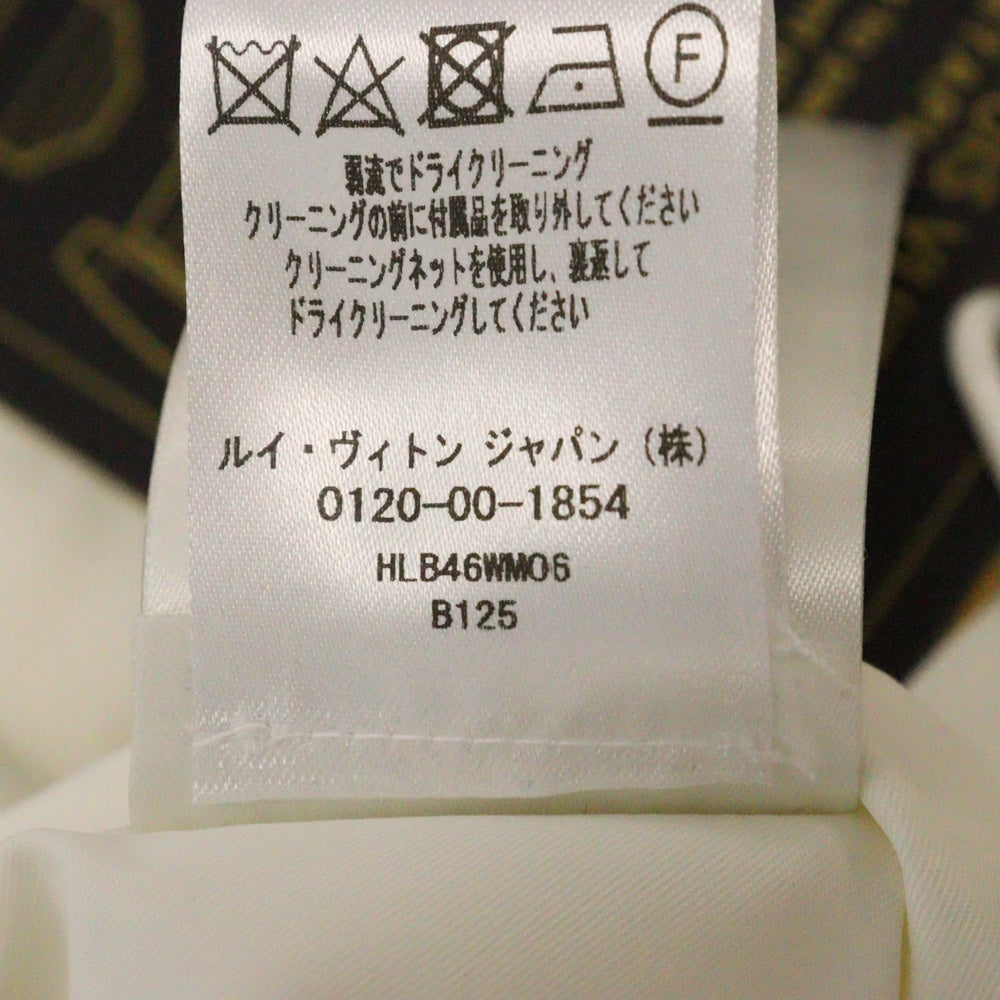 F
弱流でドライクリーニング
クリーニングの前に付属品を取り外してください
クリーニングネットを使用し、裏返して
ドライクリーニングしてください
ルイ・ヴィトン ジャパン (株)
0120-00-1854
HLB46WM06
B125